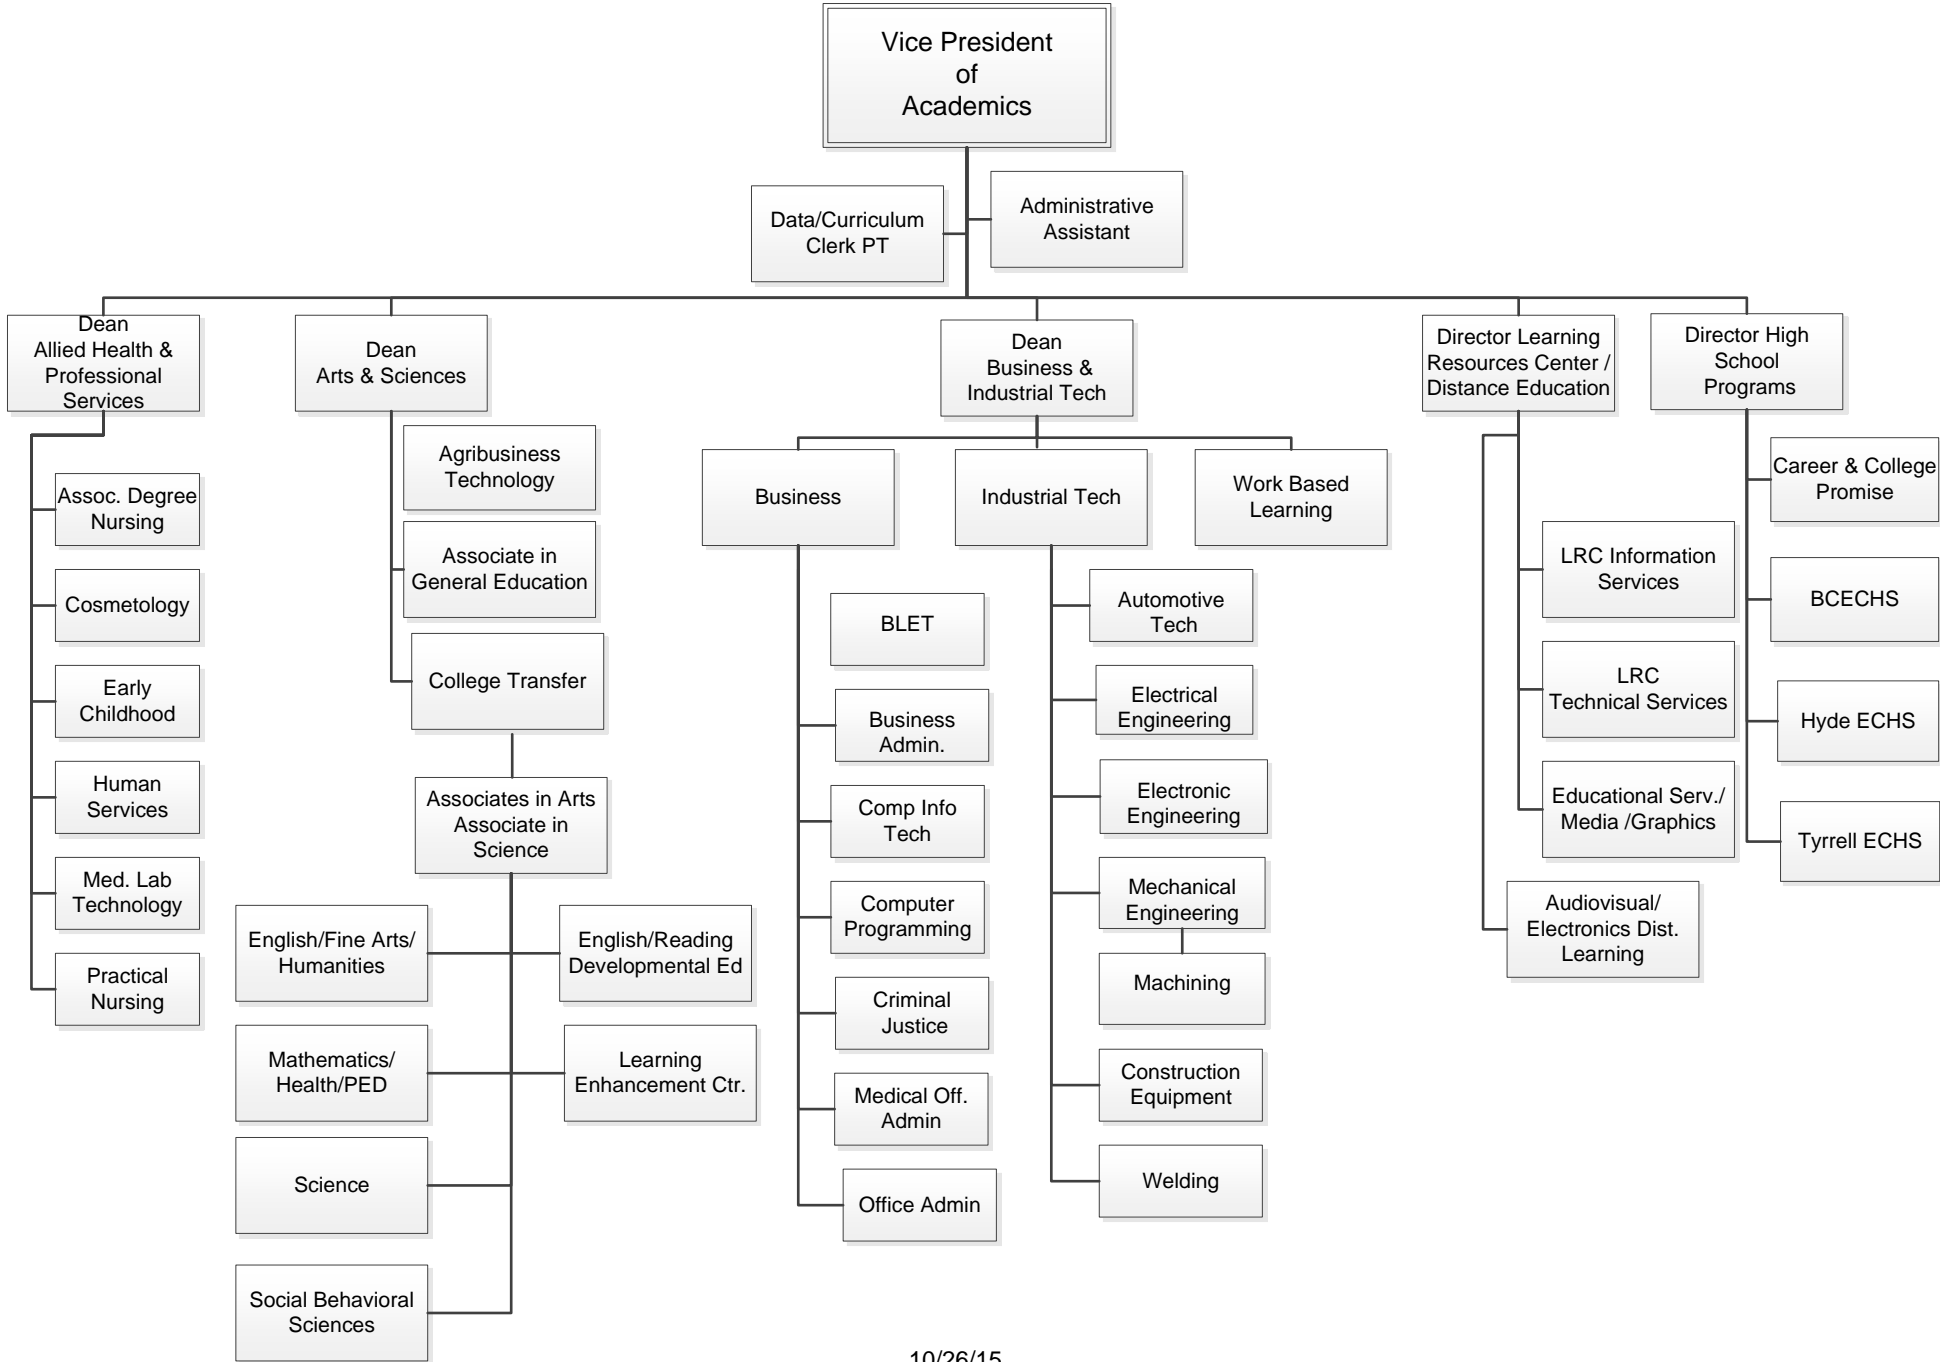 Vice President
of
Academics
Data/Curriculum
Clerk PT
Administrative
Assistant
Dean
Allied Health &
Professional
Services
Dean
Arts & Sciences
Dean
Business &
Industrial Tech
Director Learning
Resources Center /
Distance Education
Director High
School
Programs
Assoc. Degree
Nursing
Cosmetology
Early
Childhood
Human
Services
Med. Lab
Technology
Practical
Nursing
Agribusiness
Technology
Associate in
General Education
College Transfer
Associates in Arts
Associate in
Science
English/Fine Arts/
Humanities
English/Reading
Developmental Ed
Mathematics/
Health/PED
Learning
Enhancement Ctr.
Science
Social Behavioral
Sciences
Business
Industrial Tech
Work Based
Learning
BLET
Business
Admin.
Comp Info
Tech
Computer
Programming
Criminal
Justice
Medical Off.
Admin
Office Admin
Automotive
Tech
Electrical
Engineering
Electronic
Engineering
Mechanical
Engineering
Machining
Construction
Equipment
Welding
LRC Information
Services
LRC
Technical Services
Educational Serv./
Media /Graphics
Audiovisual/
Electronics Dist.
Learning
Career & College
Promise
BCECHS
Hyde ECHS
Tyrrell ECHS
10/26/15